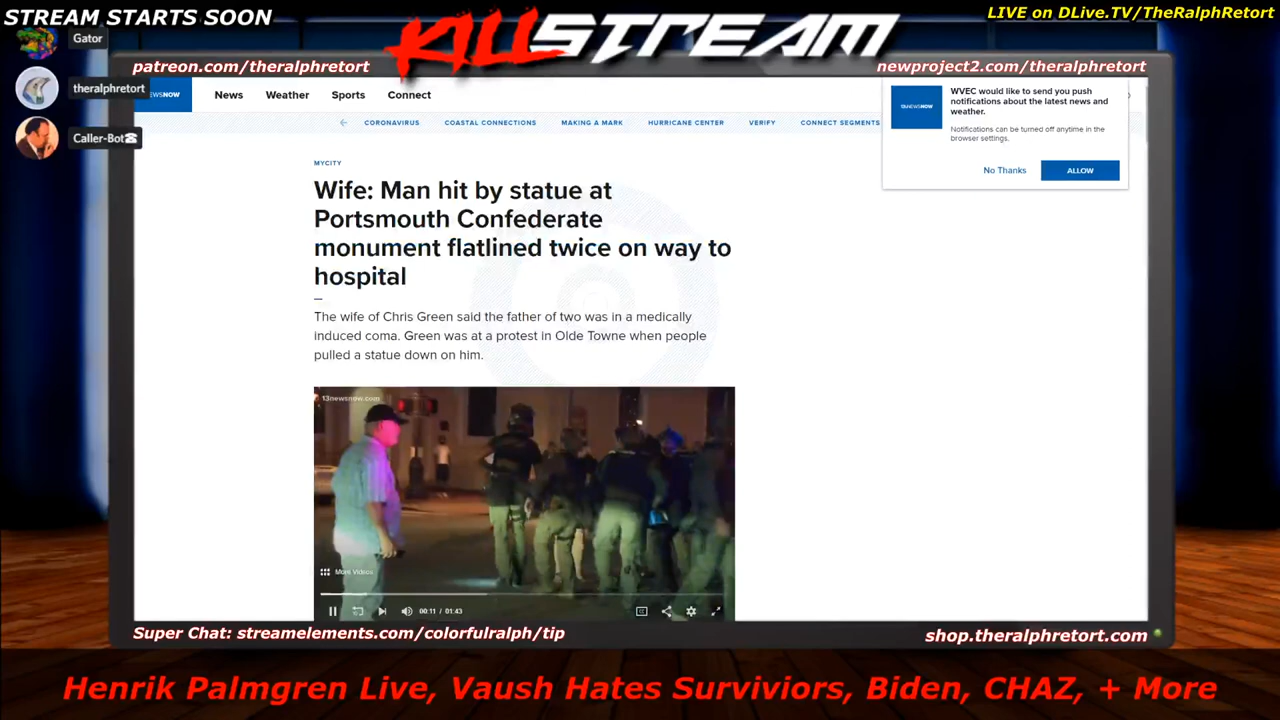 STREAM STARTS SOON
KILLSTREAM
LIVE on DLive.TV/TheRalphRetort
Gator
patreon.com/theralphretort
newproject2.com/theralphretort
theralphretort
Caller-Bot☎
NEWSNOW
News Weather Sports Connect
CORONAVIRUS COASTAL CONNECTIONS MAKING A MARK HURRICANE CENTER VERIFY CONNECT SEGMENTS
13NEWSNOW
WVEC would like to send you push
notifications about the latest news and
weather.
Notifications can be turned off anytime in the
browser settings.
No Thanks ALLOW
MYCITY
Wife: Man hit by statue at
Portsmouth Confederate
monument flatlined twice on way to
hospital
The wife of Chris Green said the father of two was in a medically
induced coma. Green was at a protest in Olde Towne when people
pulled a statue down on him.
13newsnow.com
More Videos
00:11 / 01:43
CC
Super Chat: streamelements.com/colorfulralph/tip
shop.theralphretort.com
Henrik Palmgren Live, Vaush Hates Surviviors, Biden, CHAZ, + More